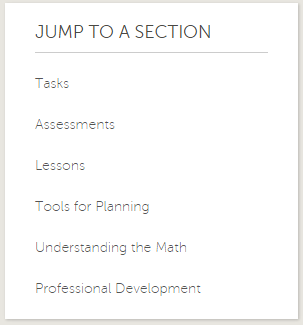 JUMP TO A SECTION
Tasks
Assessments
Lessons
Tools for Planning
Understanding the Math
Professional Development